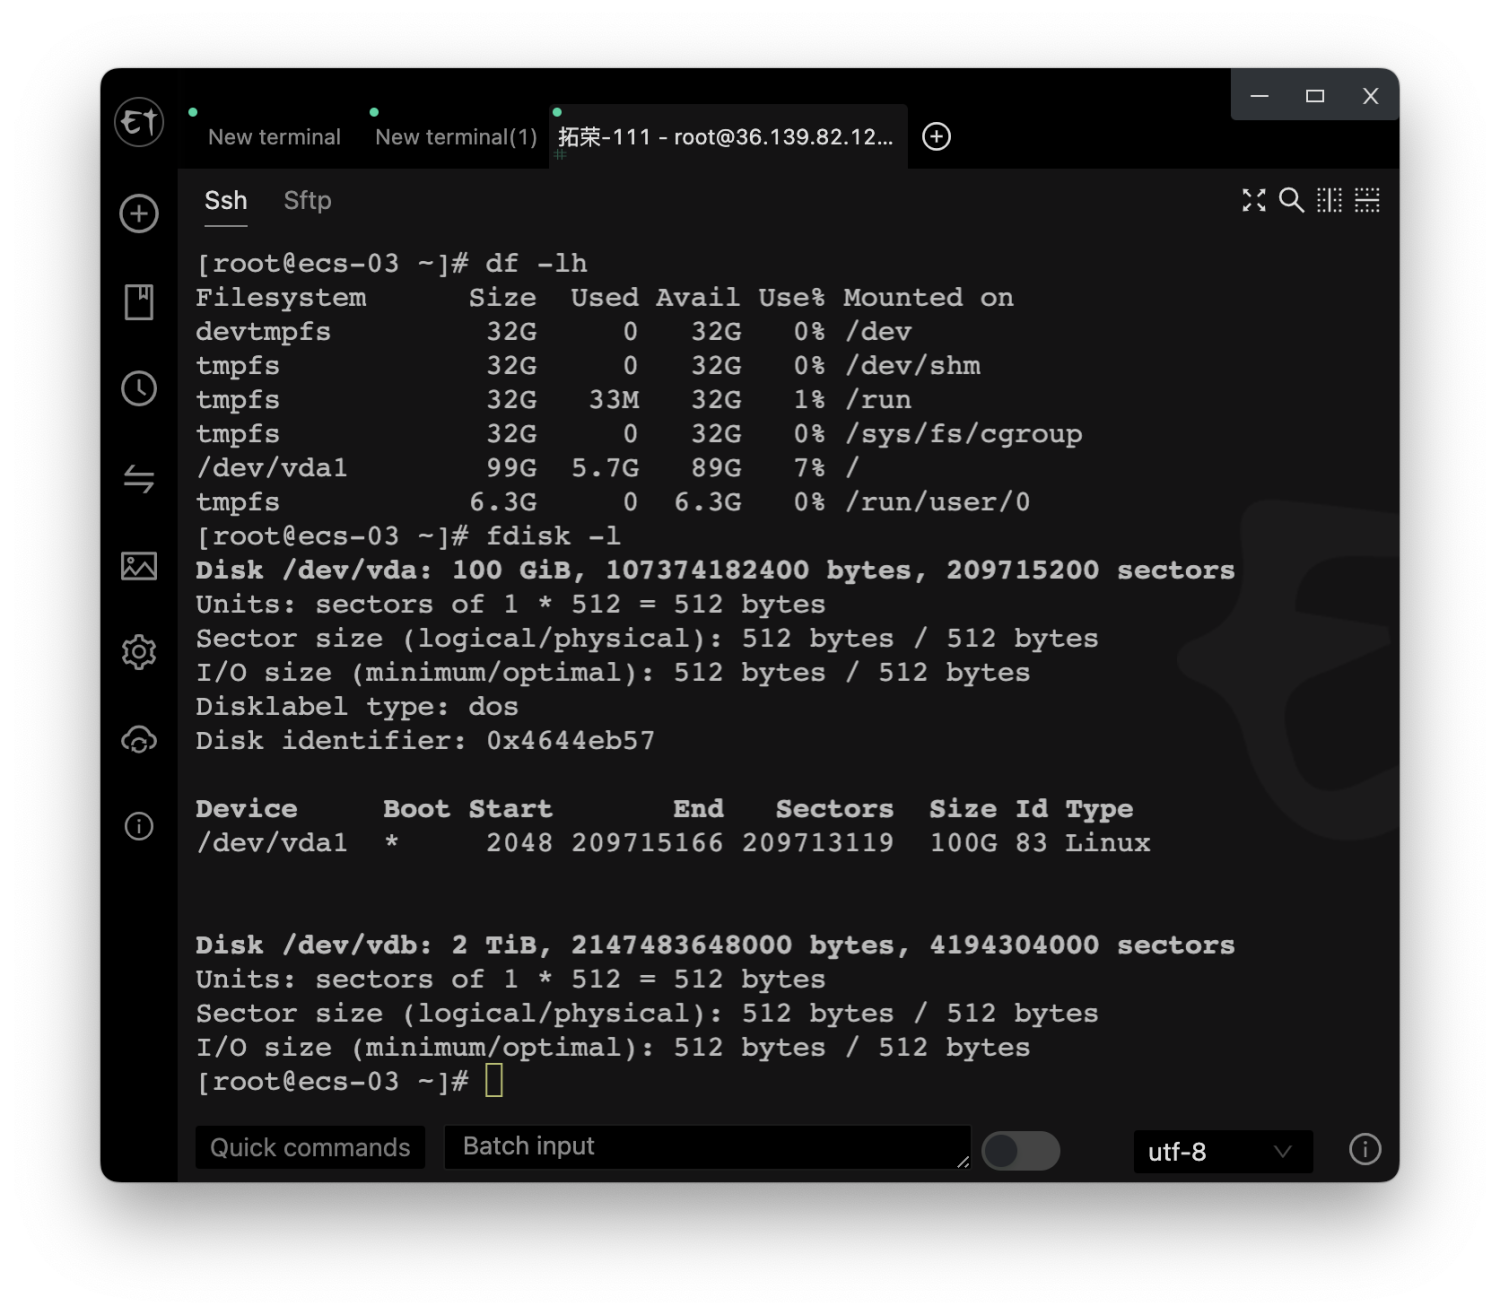 New terminal
New terminal(1)
拓荣-111 - root@36.139.82.12...
Ssh
Sftp
[root@ecs-03 ~]# df -lh
Filesystem      Size  Used Avail Use% Mounted on
devtmpfs         32G     0   32G   0% /dev
tmpfs            32G     0   32G   0% /dev/shm
tmpfs            32G   33M   32G   1% /run
tmpfs            32G     0   32G   0% /sys/fs/cgroup
/dev/vda1        99G  5.7G   89G   7% /
tmpfs           6.3G     0  6.3G   0% /run/user/0
[root@ecs-03 ~]# fdisk -l
Disk /dev/vda: 100 GiB, 107374182400 bytes, 209715200 sectors
Units: sectors of 1 * 512 = 512 bytes
Sector size (logical/physical): 512 bytes / 512 bytes
I/O size (minimum/optimal): 512 bytes / 512 bytes
Disklabel type: dos
Disk identifier: 0x4644eb57
Device     Boot Start       End   Sectors  Size Id Type
/dev/vda1  *     2048 209715166 209713119  100G 83 Linux
Disk /dev/vdb: 2 TiB, 2147483648000 bytes, 4194304000 sectors
Units: sectors of 1 * 512 = 512 bytes
Sector size (logical/physical): 512 bytes / 512 bytes
I/O size (minimum/optimal): 512 bytes / 512 bytes
[root@ecs-03 ~]#
Quick commands
Batch input
utf-8